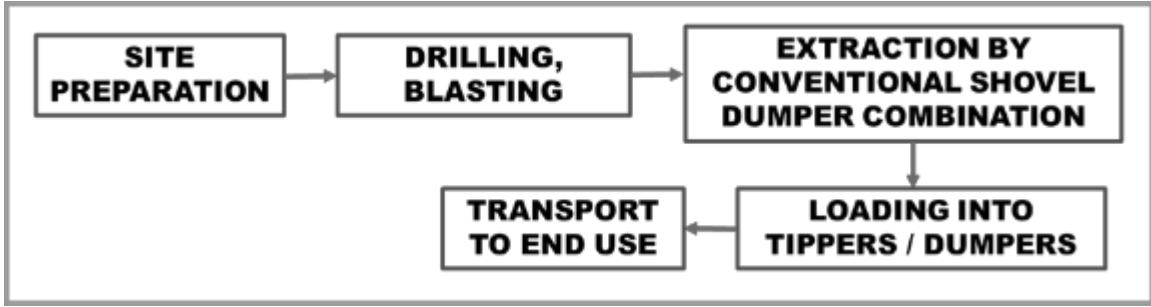 SITE
PREPARATION
DRILLING,
BLASTING
EXTRACTION BY
CONVENTIONAL SHOVEL
DUMPER COMBINATION
LOADING INTO
TIPPERS / DUMPERS
TRANSPORT
TO END USE